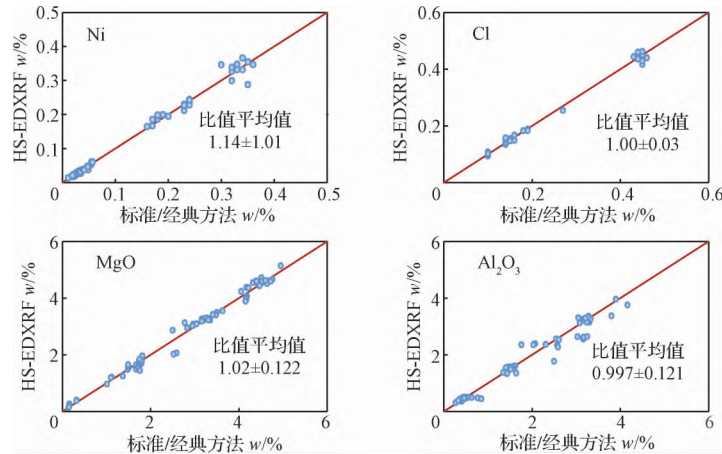 0.5
0.4
0.3
0.2
0.1
0
0.1
0.2
0.3
0.4
0.5
Ni
HS-EDXRF w/%
比值平均值
1.14±1.01
标准/经典方法 w/%
0.6
0.4
0.2
0
0.2
0.4
0.6
Cl
HS-EDXRF w/%
比值平均值
1.00±0.03
标准/经典方法 w/%
6
4
2
0
2
4
6
MgO
HS-EDXRF w/%
比值平均值
1.02±0.122
标准/经典方法 w/%
6
4
2
0
2
4
6
Al₂O₃
HS-EDXRF w/%
比值平均值
0.997±0.121
标准/经典方法 w/%